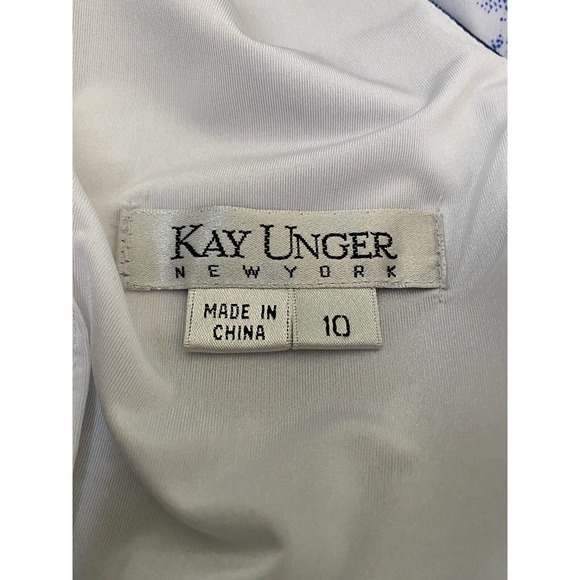 KAY UNGER
NEW YORK
MADE IN
CHINA
10